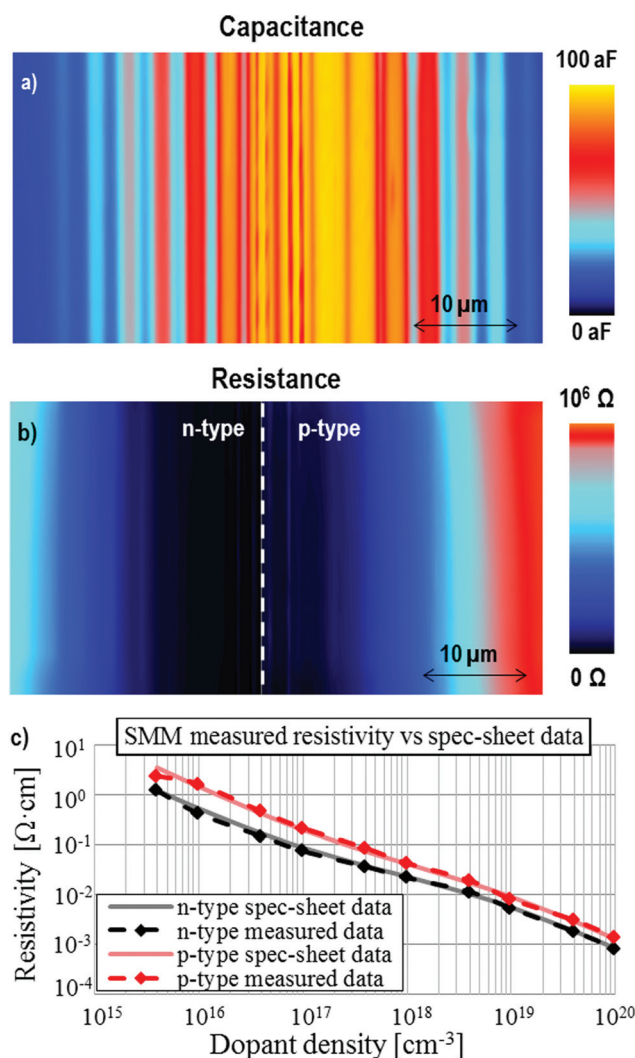 Capacitance
a)
100 aF
10 µm
0 aF
Resistance
b)
n-type
p-type
10⁶ Ω
10 µm
0 Ω
c)
SMM measured resistivity vs spec-sheet data
10¹
10⁰
10⁻¹
10⁻²
10⁻³
10⁻⁴
Resistivity [Ω·cm]
n-type spec-sheet data
n-type measured data
p-type spec-sheet data
p-type measured data
10¹⁵ 10¹⁶ 10¹⁷ 10¹⁸ 10¹⁹ 10²⁰
Dopant density [cm⁻³]